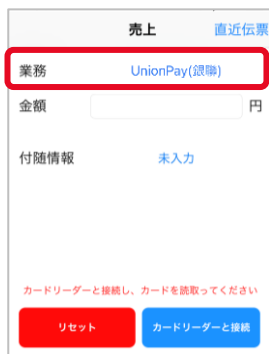 売上 直近伝票
業務 UnionPay(銀聯)
金額 円
付随情報 未入力
カードリーダーと接続し、カードを読取ってください
リセット カードリーダーと接続